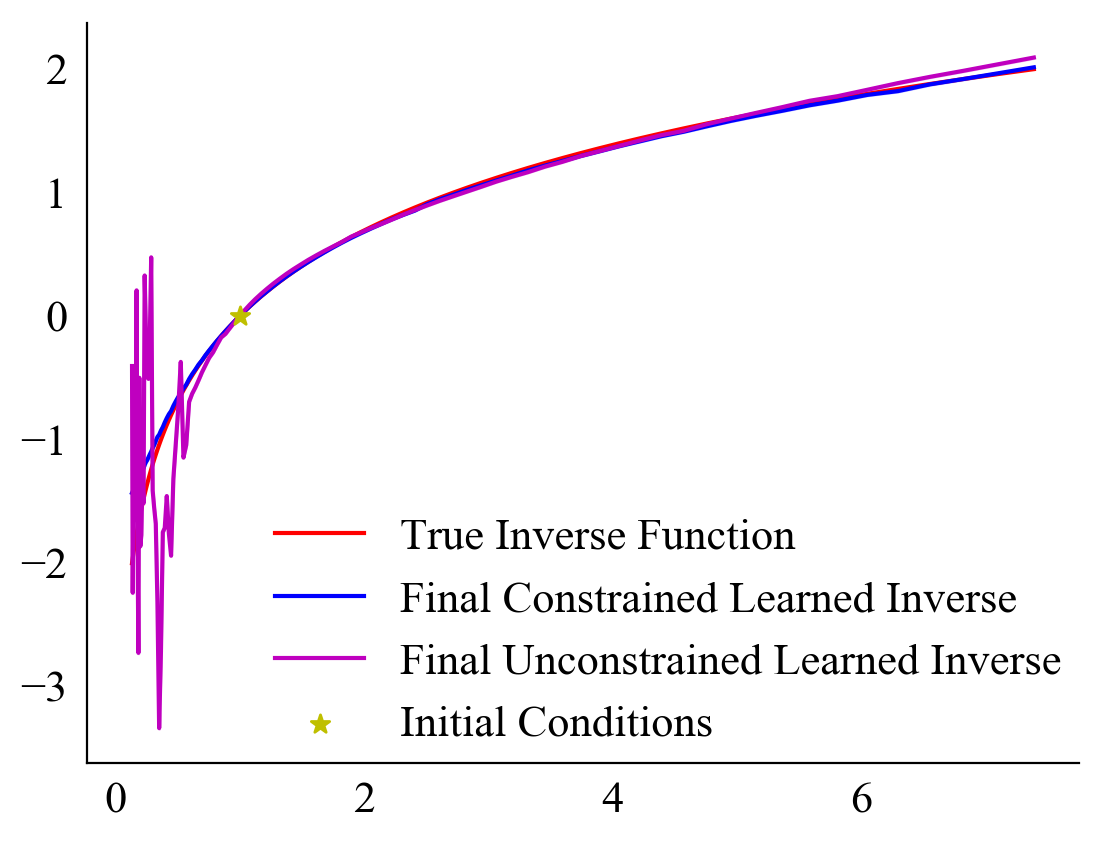 2
1
0
−1
−2
−3
True Inverse Function
Final Constrained Learned Inverse
Final Unconstrained Learned Inverse
Initial Conditions
0 2 4 6